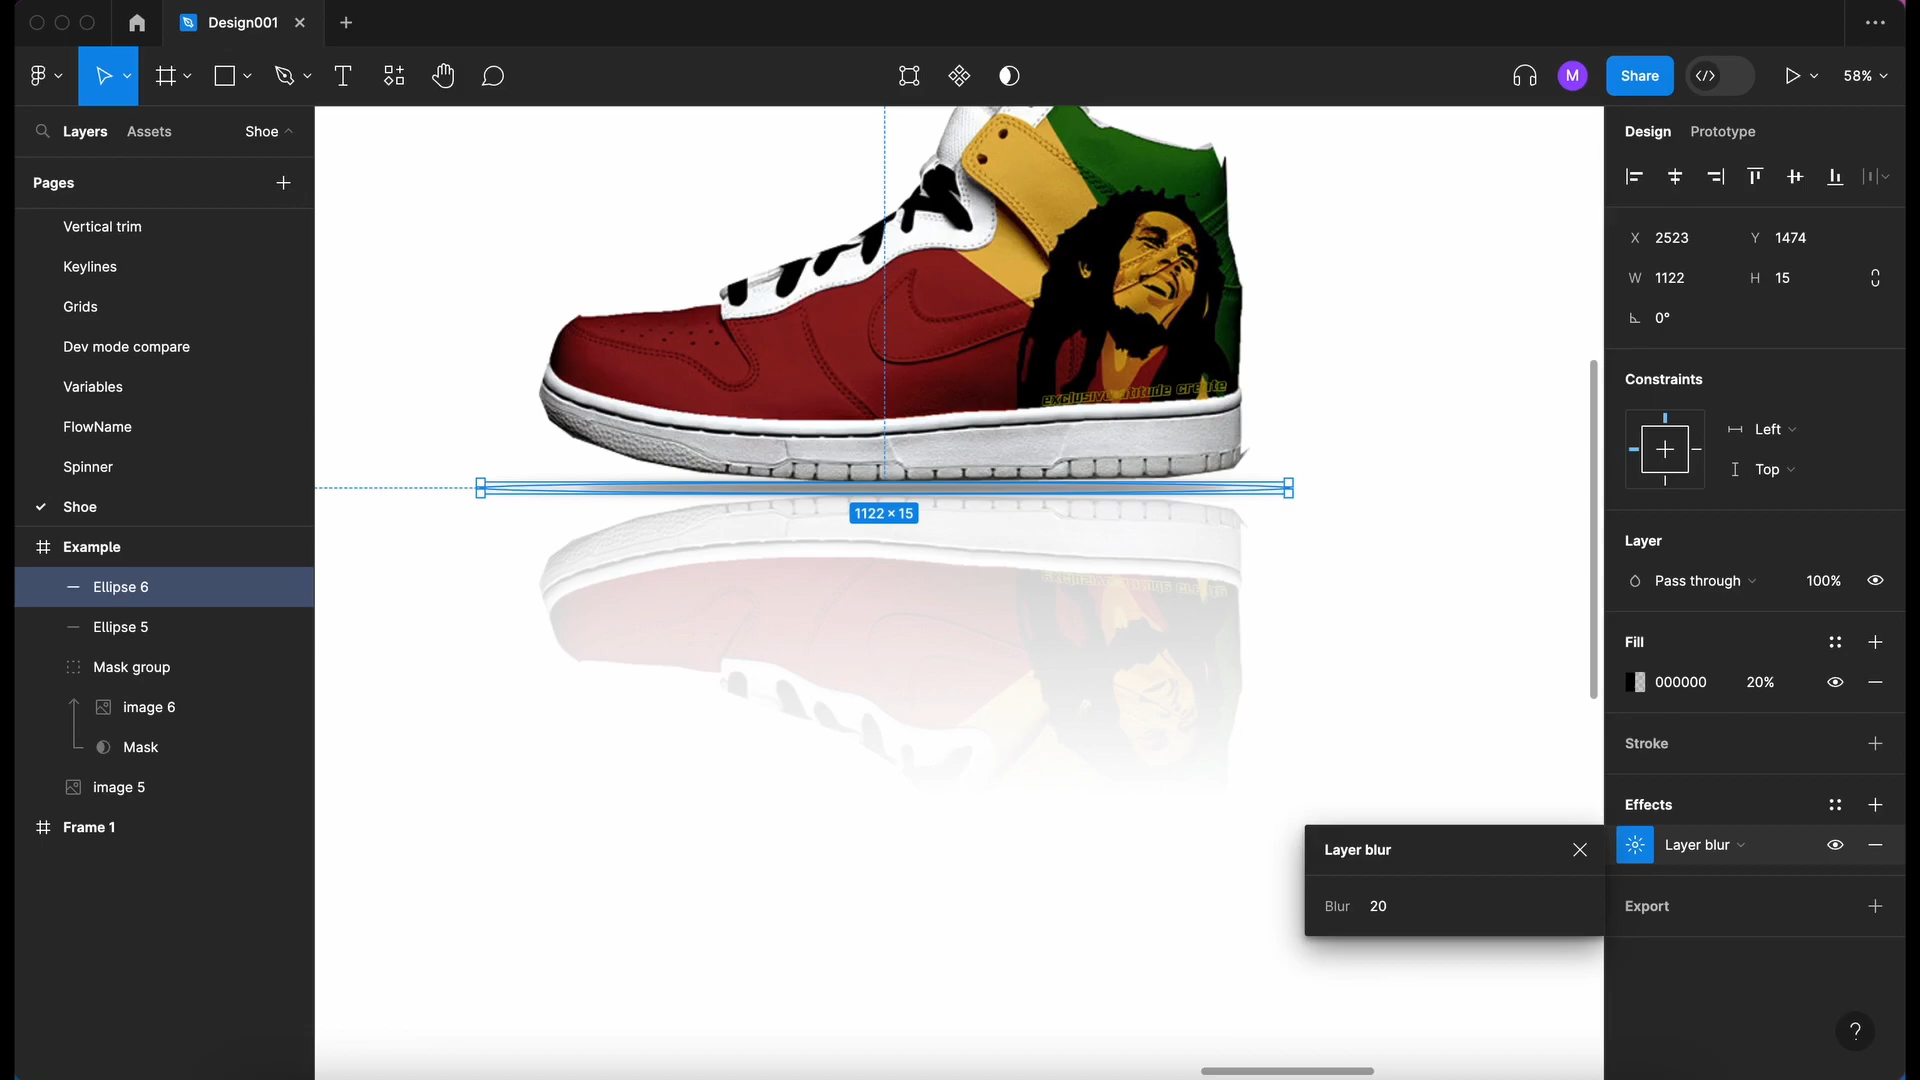 Design001
M
Share
58%
Layers
Assets
Shoe
Pages
Vertical trim
Keylines
Grids
Dev mode compare
Variables
FlowName
Spinner
Shoe
Example
Ellipse 6
Ellipse 5
Mask group
image 6
Mask
image 5
Frame 1
exclusive attitude create
1122 × 15
Design
Prototype
X 2523
Y 1474
W 1122
H 15
0°
Constraints
Left
Top
Layer
Pass through
100%
Fill
000000
20%
Stroke
Effects
Layer blur
Export
Layer blur
Blur 20
?